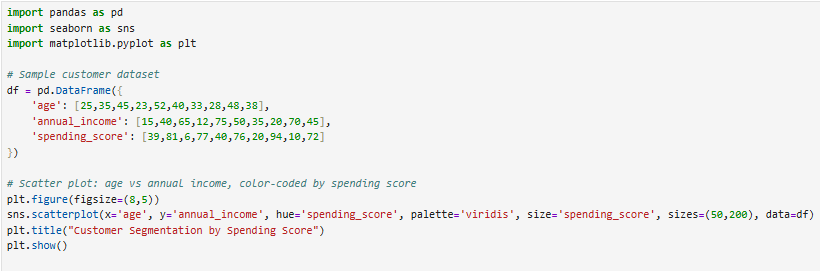 import pandas as pd
import seaborn as sns
import matplotlib.pyplot as plt
# Sample customer dataset
df = pd.DataFrame({
    'age': [25,35,45,23,52,40,33,28,48,38],
    'annual_income': [15,40,65,12,75,50,35,20,70,45],
    'spending_score': [39,81,6,77,40,76,20,94,10,72]
})
# Scatter plot: age vs annual income, color-coded by spending score
plt.figure(figsize=(8,5))
sns.scatterplot(x='age', y='annual_income', hue='spending_score', palette='viridis', size='spending_score', sizes=(50,200), data=df)
plt.title("Customer Segmentation by Spending Score")
plt.show()